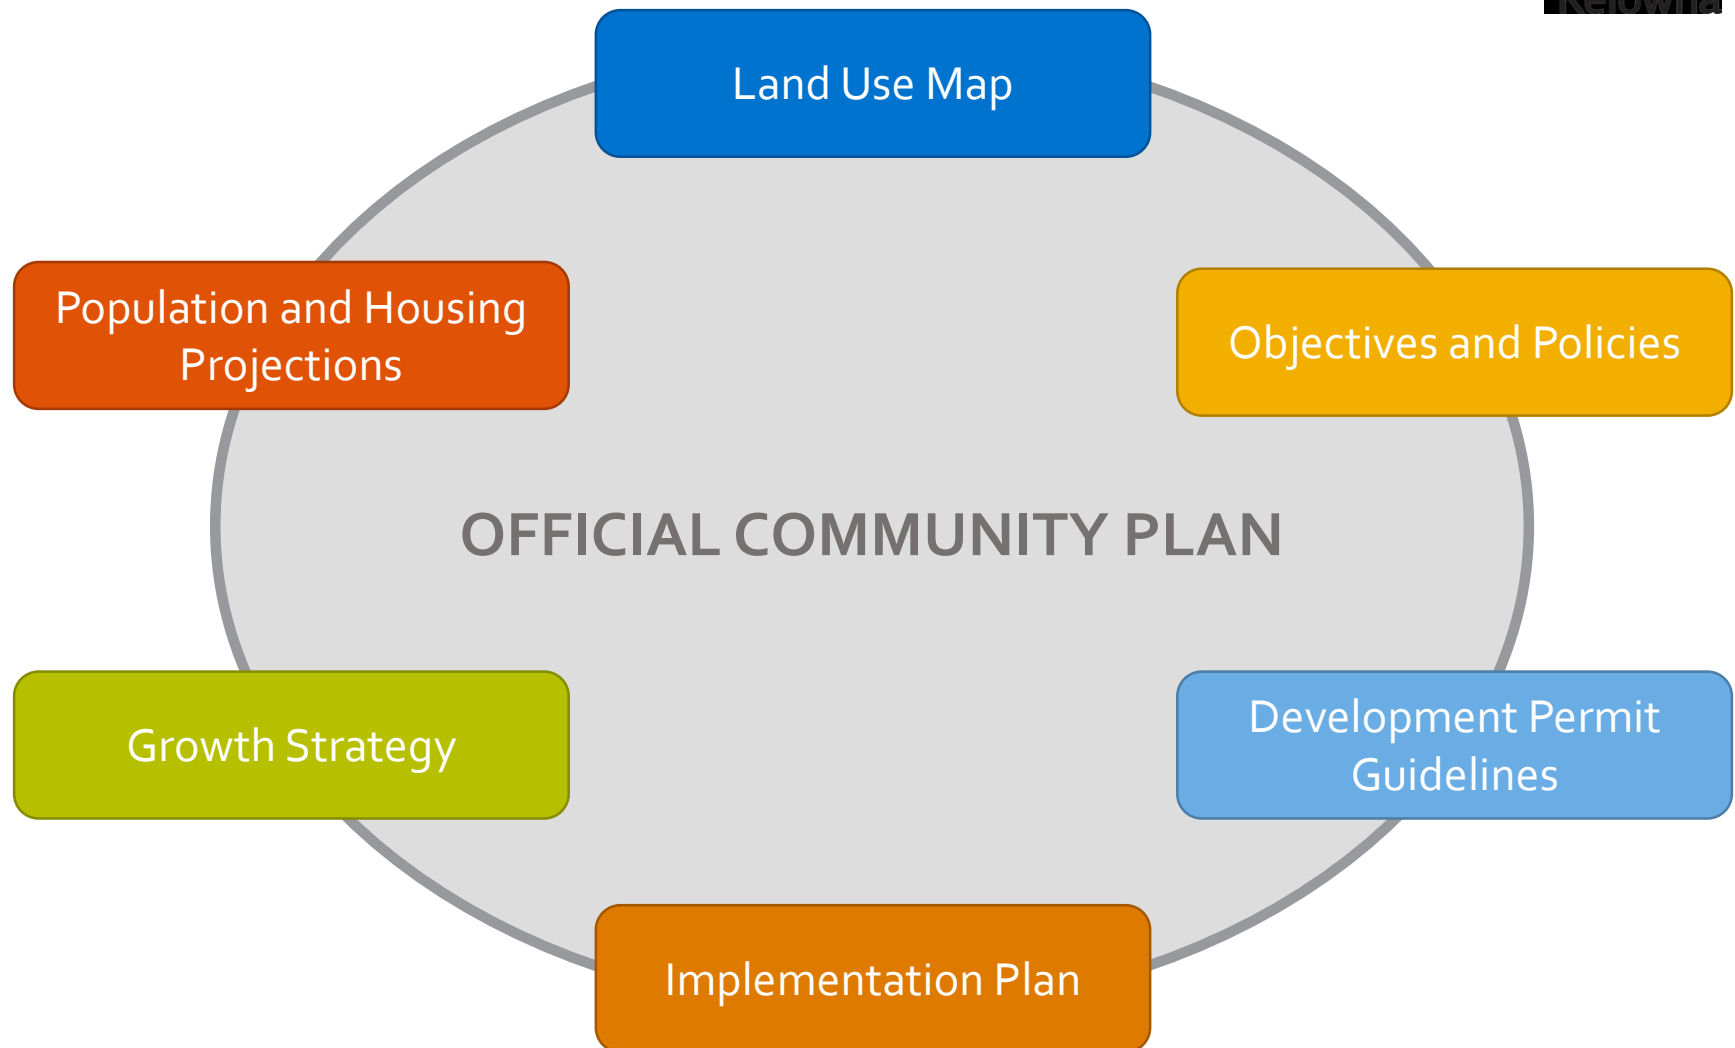 Kelowna
Land Use Map
Population and Housing
Projections
Objectives and Policies
OFFICIAL COMMUNITY PLAN
Growth Strategy
Development Permit
Guidelines
Implementation Plan